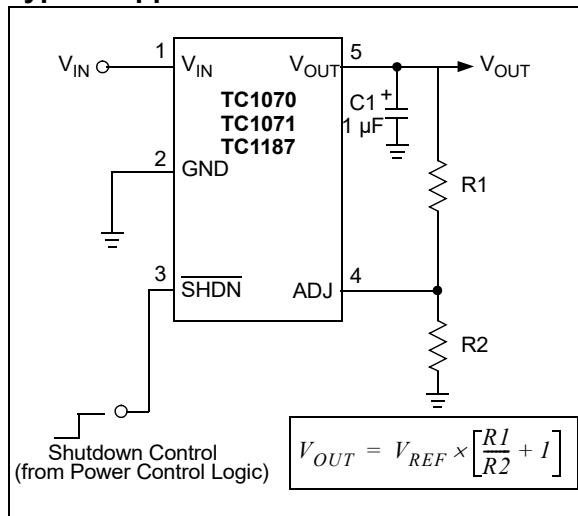 1
V_IN
V_IN
V_OUT
5
V_OUT
TC1070
TC1071
TC1187
C1
+
1 µF
2
GND
R1
3
SHDN
ADJ
4
R2
Shutdown Control
(from Power Control Logic)
V_OUT = V_REF × [R1/R2 + 1]